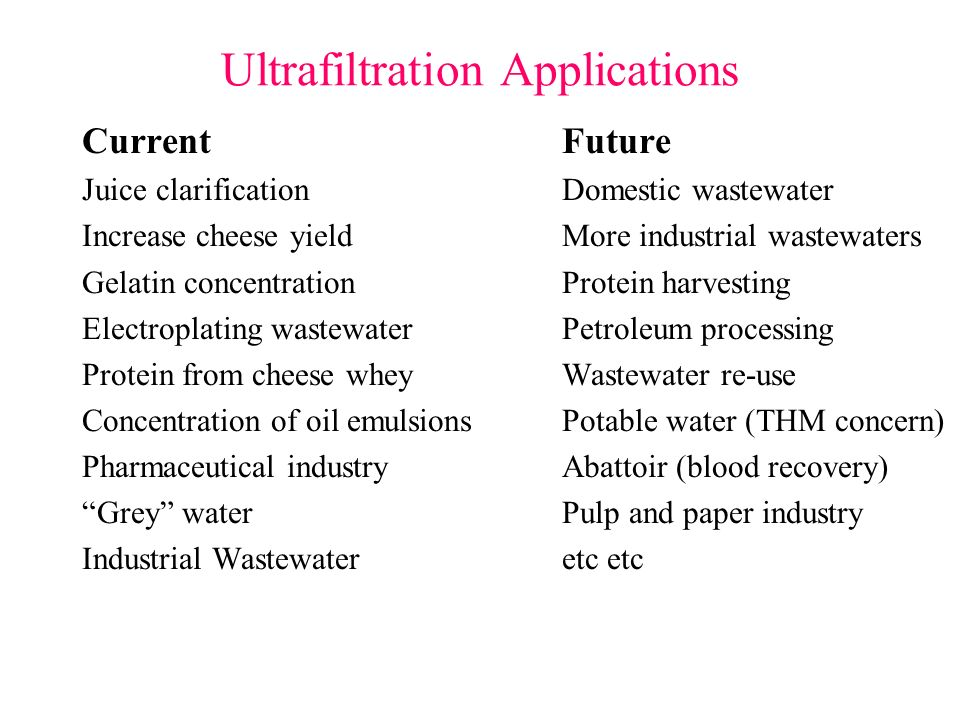 Ultrafiltration Applications
Current
Juice clarification
Increase cheese yield
Gelatin concentration
Electroplating wastewater
Protein from cheese whey
Concentration of oil emulsions
Pharmaceutical industry
“Grey” water
Industrial Wastewater
Future
Domestic wastewater
More industrial wastewaters
Protein harvesting
Petroleum processing
Wastewater re-use
Potable water (THM concern)
Abattoir (blood recovery)
Pulp and paper industry
etc etc